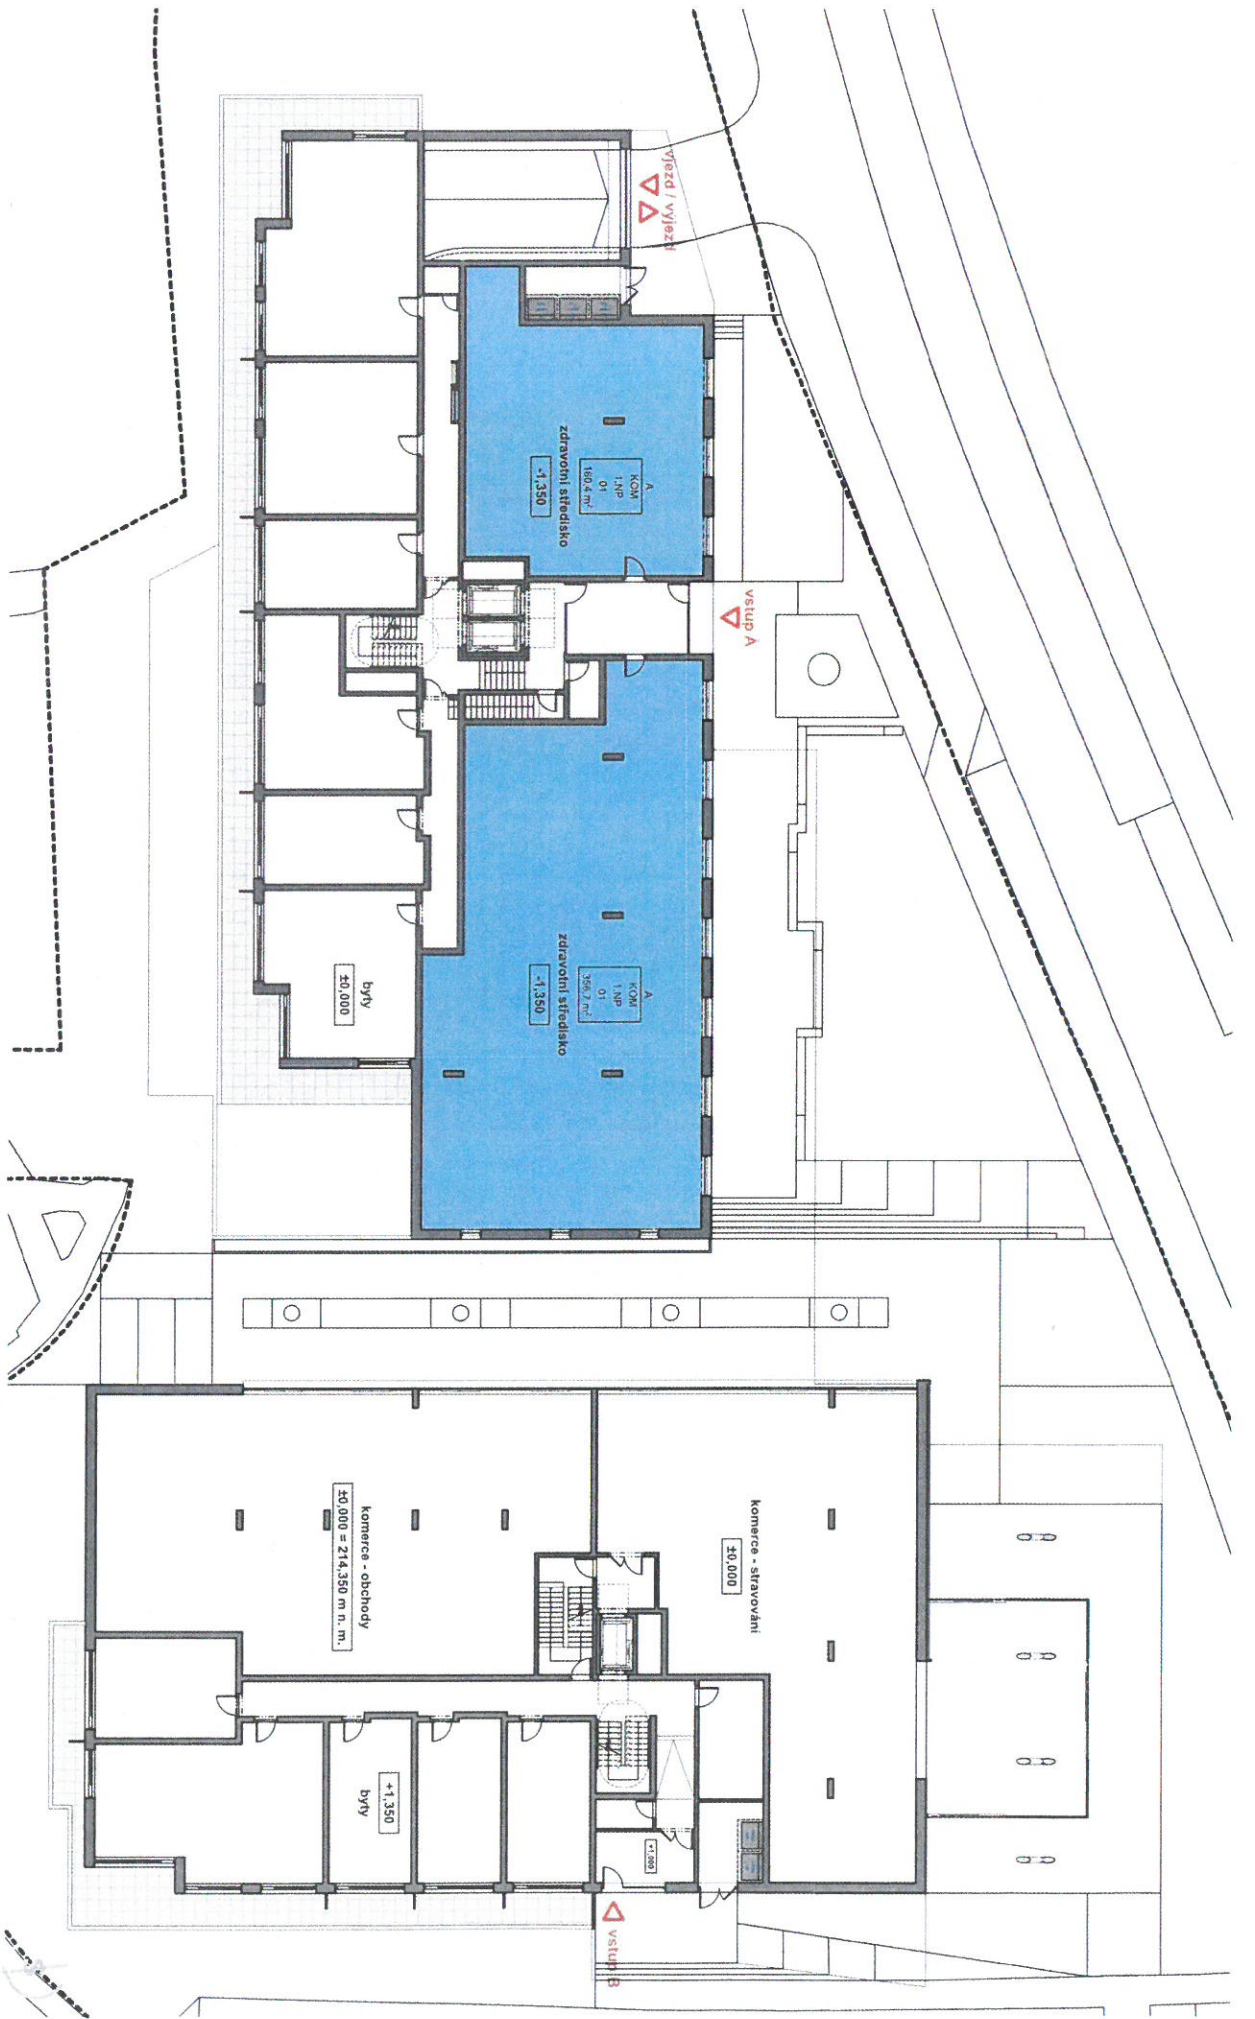 vjezd / výjezd
A
KOM
1.NP
01
160,4 m²
zdravotní středisko
-1,350
vstup A
A
KOM
1.NP
01
356,7 m²
zdravotní středisko
-1,350
byty
±0,000
komerce - stravování
±0,000
komerce - obchody
±0,000 = 214,350 m n. m.
+1,350
byty
+1,000
vstup B